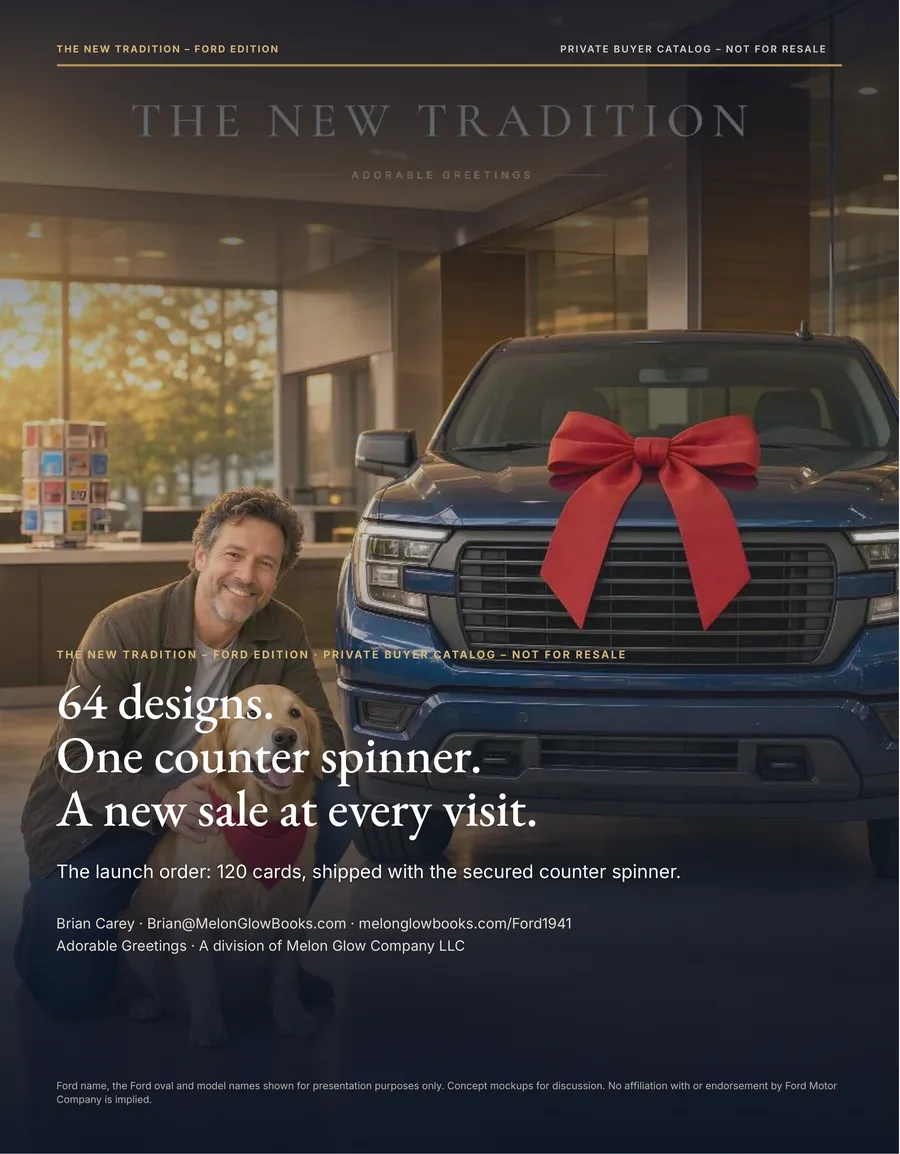 THE NEW TRADITION – FORD EDITION
PRIVATE BUYER CATALOG – NOT FOR RESALE
THE NEW TRADITION
ADORABLE GREETINGS
THE NEW TRADITION – FORD EDITION · PRIVATE BUYER CATALOG – NOT FOR RESALE
64 designs.
One counter spinner.
A new sale at every visit.
The launch order: 120 cards, shipped with the secured counter spinner.
Brian Carey · Brian@MelonGlowBooks.com · melonglowbooks.com/Ford1941
Adorable Greetings · A division of Melon Glow Company LLC
Ford name, the Ford oval and model names shown for presentation purposes only. Concept mockups for discussion. No affiliation with or endorsement by Ford Motor
Company is implied.